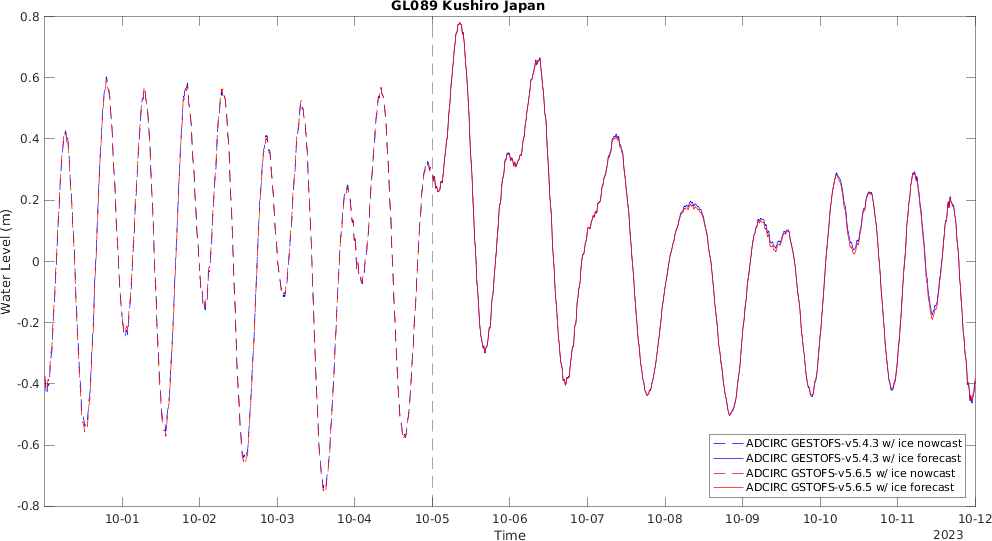 GL089 Kushiro Japan
0.8
0.6
0.4
0.2
0
-0.2
-0.4
-0.6
-0.8
Water Level (m)
ADCIRC GESTOFS-v5.4.3 w/ ice nowcast
ADCIRC GESTOFS-v5.4.3 w/ ice forecast
ADCIRC GSTOFS-v5.6.5 w/ ice nowcast
ADCIRC GSTOFS-v5.6.5 w/ ice forecast
10-01 10-02 10-03 10-04 10-05 10-06 10-07 10-08 10-09 10-10 10-11 10-12
Time
2023